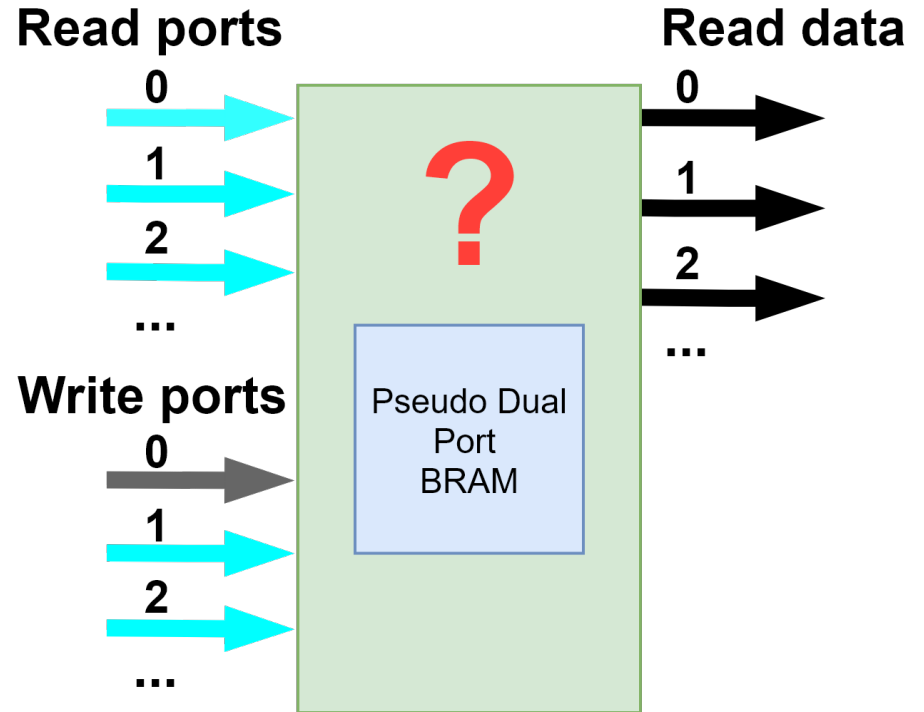 Read ports
0
1
2
...
Write ports
0
1
2
...
?
Pseudo Dual
Port
BRAM
Read data
0
1
2
...